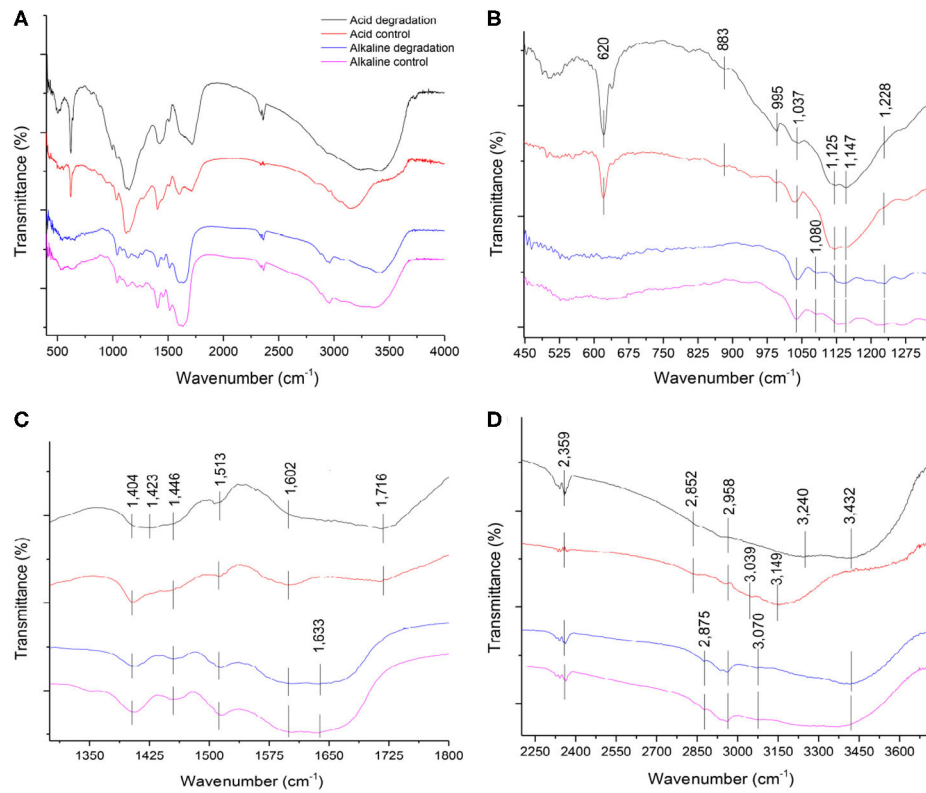 A
Acid degradation
Acid control
Alkaline degradation
Alkaline control
Transmittance (%)
500 1000 1500 2000 2500 3000 3500 4000
Wavenumber (cm⁻¹)
B
620
883
995
1,037
1,125
1,147
1,228
1,080
Transmittance (%)
450 525 600 675 750 825 900 975 1050 1125 1200 1275
Wavenumber (cm⁻¹)
C
1,404
1,423
1,446
1,513
1,602
1,716
1,633
Transmittance (%)
1350 1425 1500 1575 1650 1725 1800
Wavenumber (cm⁻¹)
D
2,359
2,852
2,958
3,240
3,432
3,039
3,149
2,875
3,070
Transmittance (%)
2250 2400 2550 2700 2850 3000 3150 3300 3450 3600
Wavenumber (cm⁻¹)